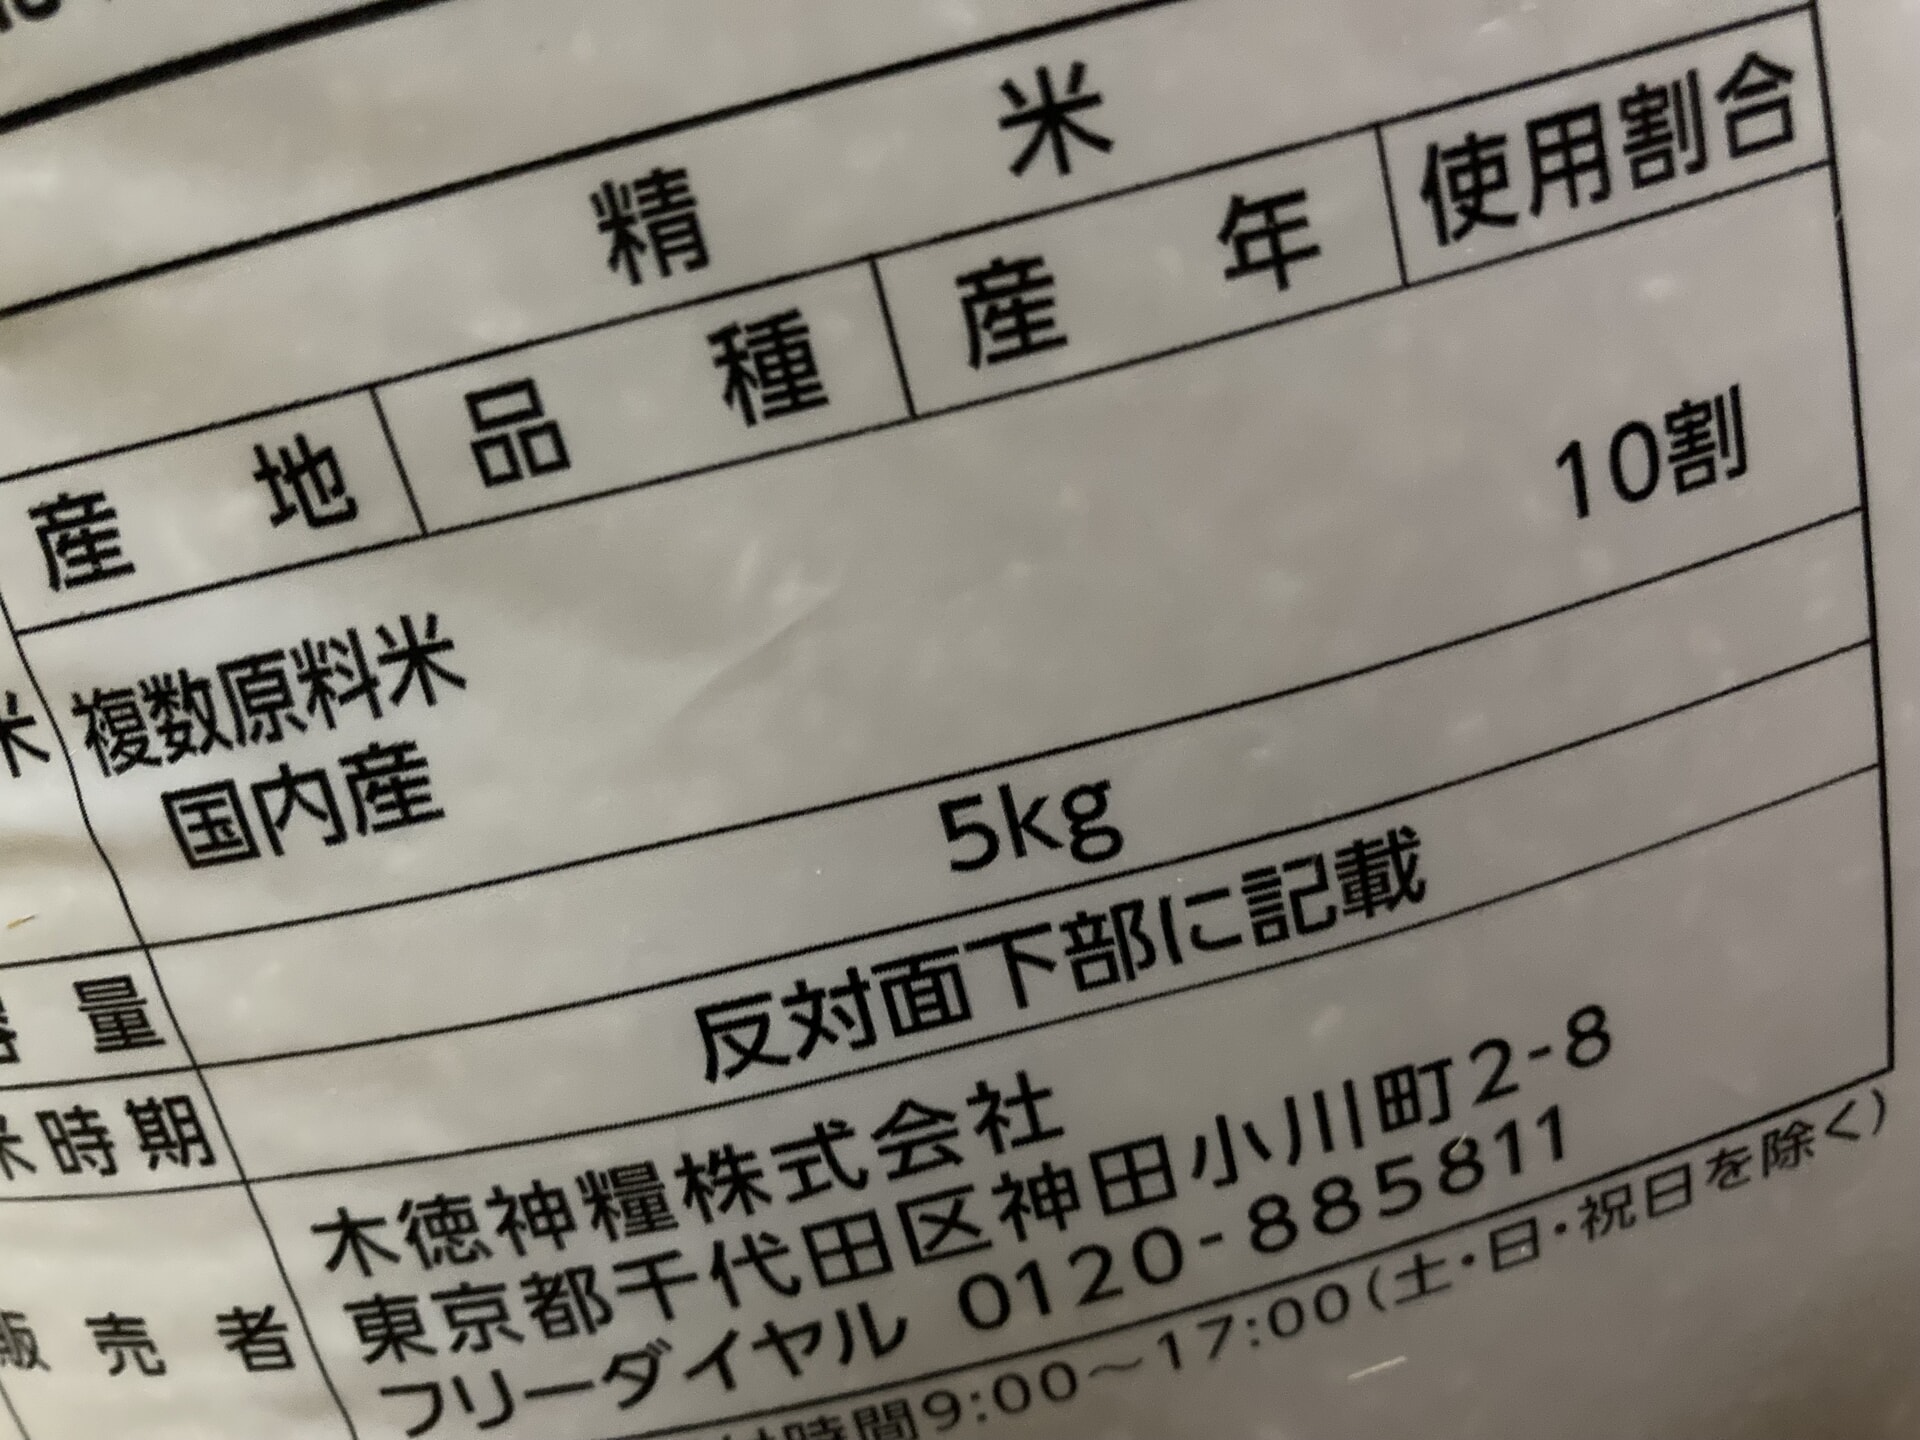 精米
産地 品種 産年 使用割合
複数原料米 10割
国内産
量 5kg
時期 反対面下部に記載
木徳神糧株式会社
東京都千代田区神田小川町2-8
販売者
フリーダイヤル 0120-885811
時間9:00～17:00(土・日・祝日を除く)